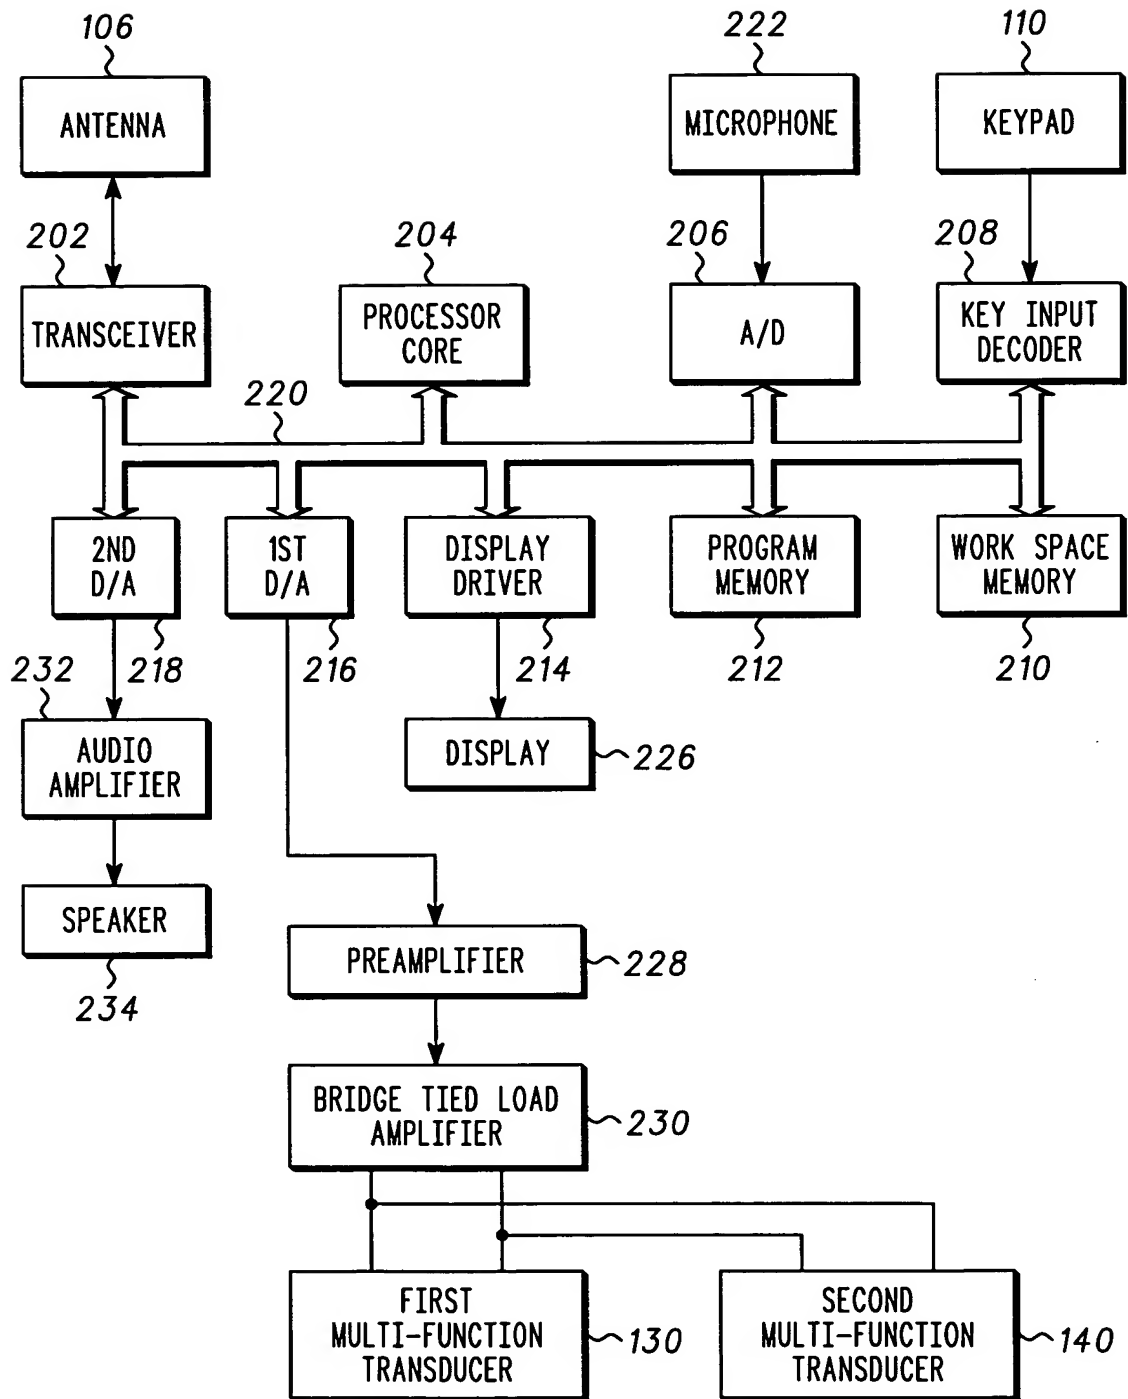 106
222
110
ANTENNA
MICROPHONE
KEYPAD
202
204
206
208
TRANSCEIVER
PROCESSOR
CORE
A/D
KEY INPUT
DECODER
220
2ND
D/A
1ST
D/A
DISPLAY
DRIVER
PROGRAM
MEMORY
WORK SPACE
MEMORY
232
218
216
214
212
210
AUDIO
AMPLIFIER
DISPLAY
226
SPEAKER
234
PREAMPLIFIER
228
BRIDGE TIED LOAD
AMPLIFIER
230
FIRST
MULTI-FUNCTION
TRANSDUCER
130
SECOND
MULTI-FUNCTION
TRANSDUCER
140